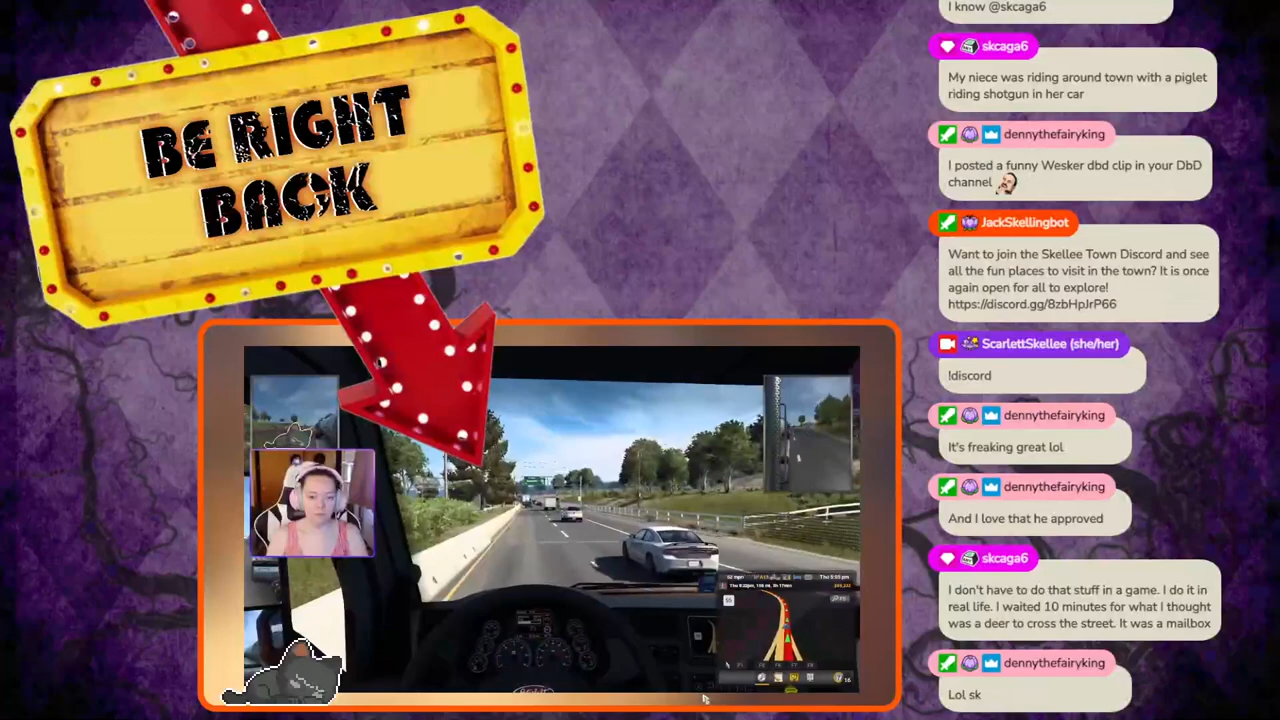 BE RIGHT
BACK
I know @skcaga6
skcaga6
My niece was riding around town with a piglet
riding shotgun in her car
dennythefairyking
I posted a funny Wesker dbd clip in your DbD
channel
JackSkellingbot
Want to join the Skellee Town Discord and see
all the fun places to visit in the town? It is once
again open for all to explore!
https://discord.gg/8zbHpJrP66
ScarlettSkellee (she/her)
!discord
dennythefairyking
It's freaking great lol
dennythefairyking
And I love that he approved
skcaga6
I don't have to do that stuff in a game. I do it in
real life. I waited 10 minutes for what I thought
was a deer to cross the street. It was a mailbox
dennythefairyking
Lol sk